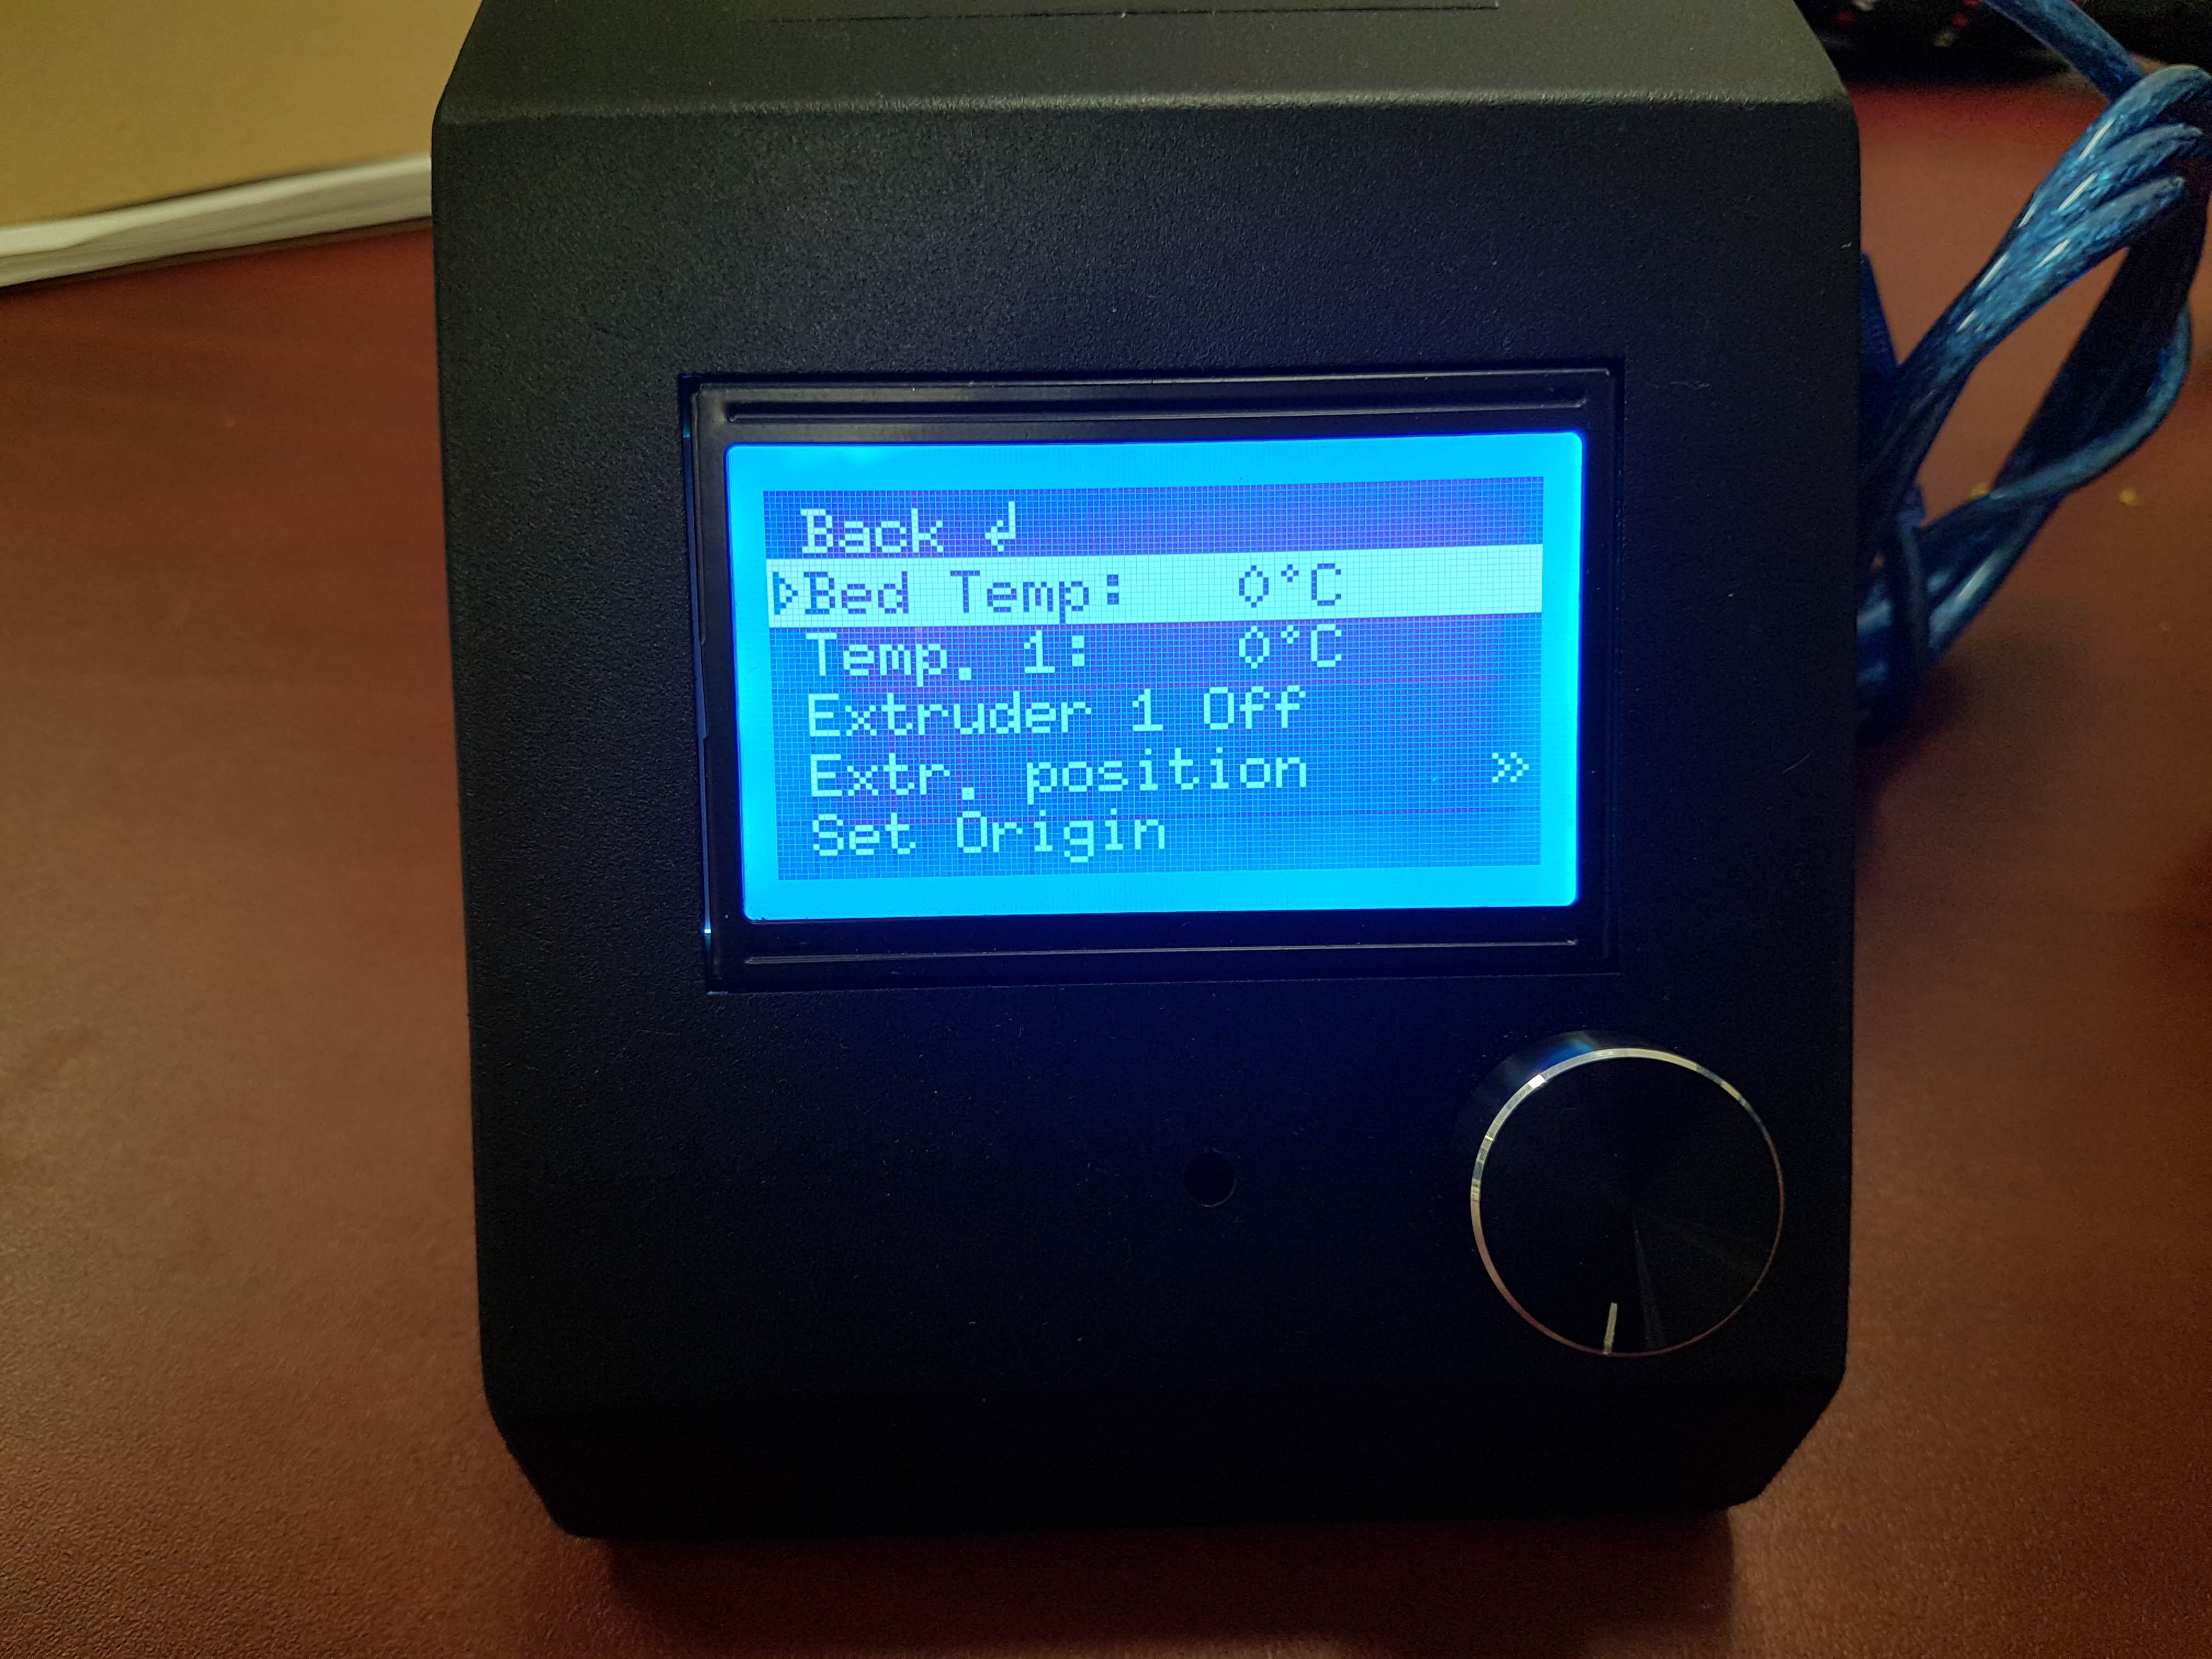 Back ↲
▷Bed Temp: 0°C
Temp. 1: 0°C
Extruder 1 Off
Extr. position »
Set Origin